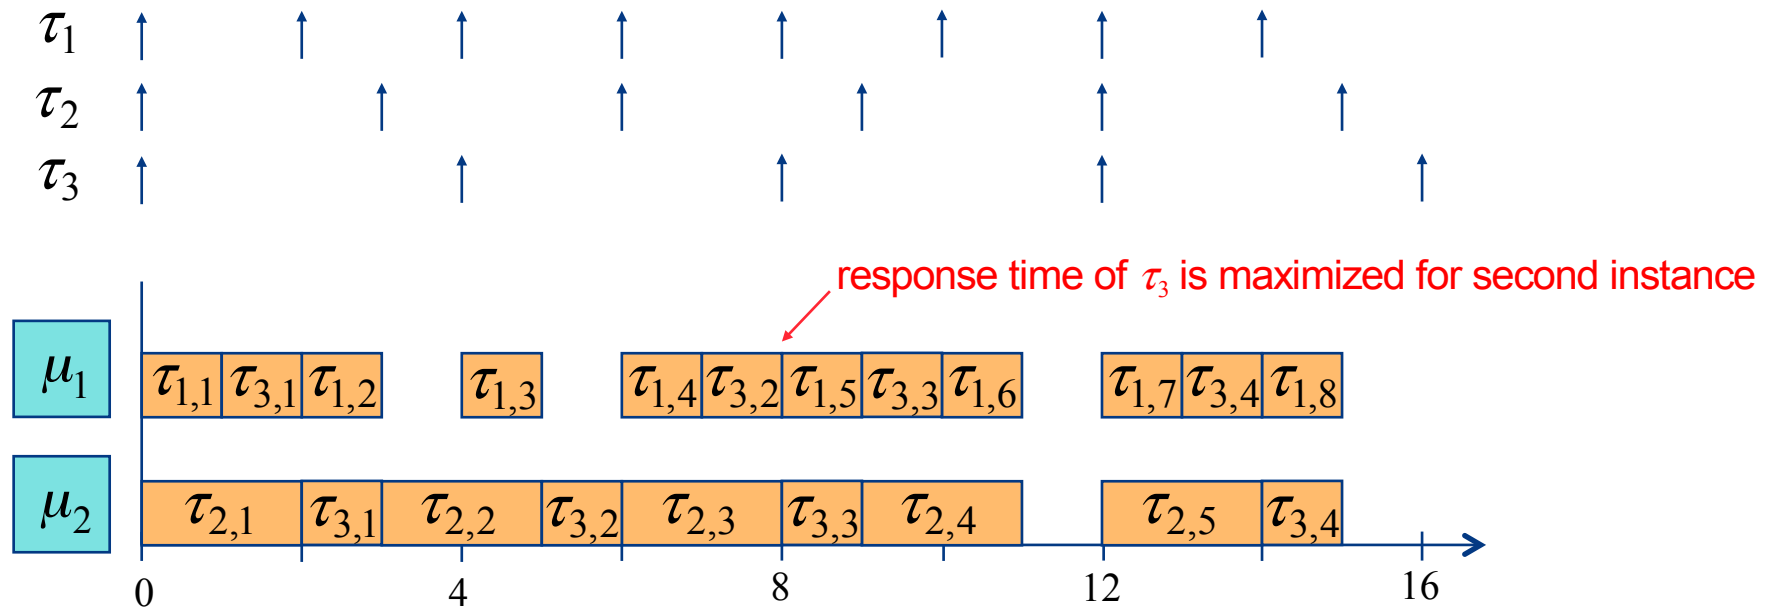 τ1
τ2
τ3
response time of τ3 is maximized for second instance
μ1 τ1,1 τ3,1 τ1,2 τ1,3 τ1,4 τ3,2 τ1,5 τ3,3 τ1,6 τ1,7 τ3,4 τ1,8
μ2 τ2,1 τ3,1 τ2,2 τ3,2 τ2,3 τ3,3 τ2,4 τ2,5 τ3,4
0 4 8 12 16